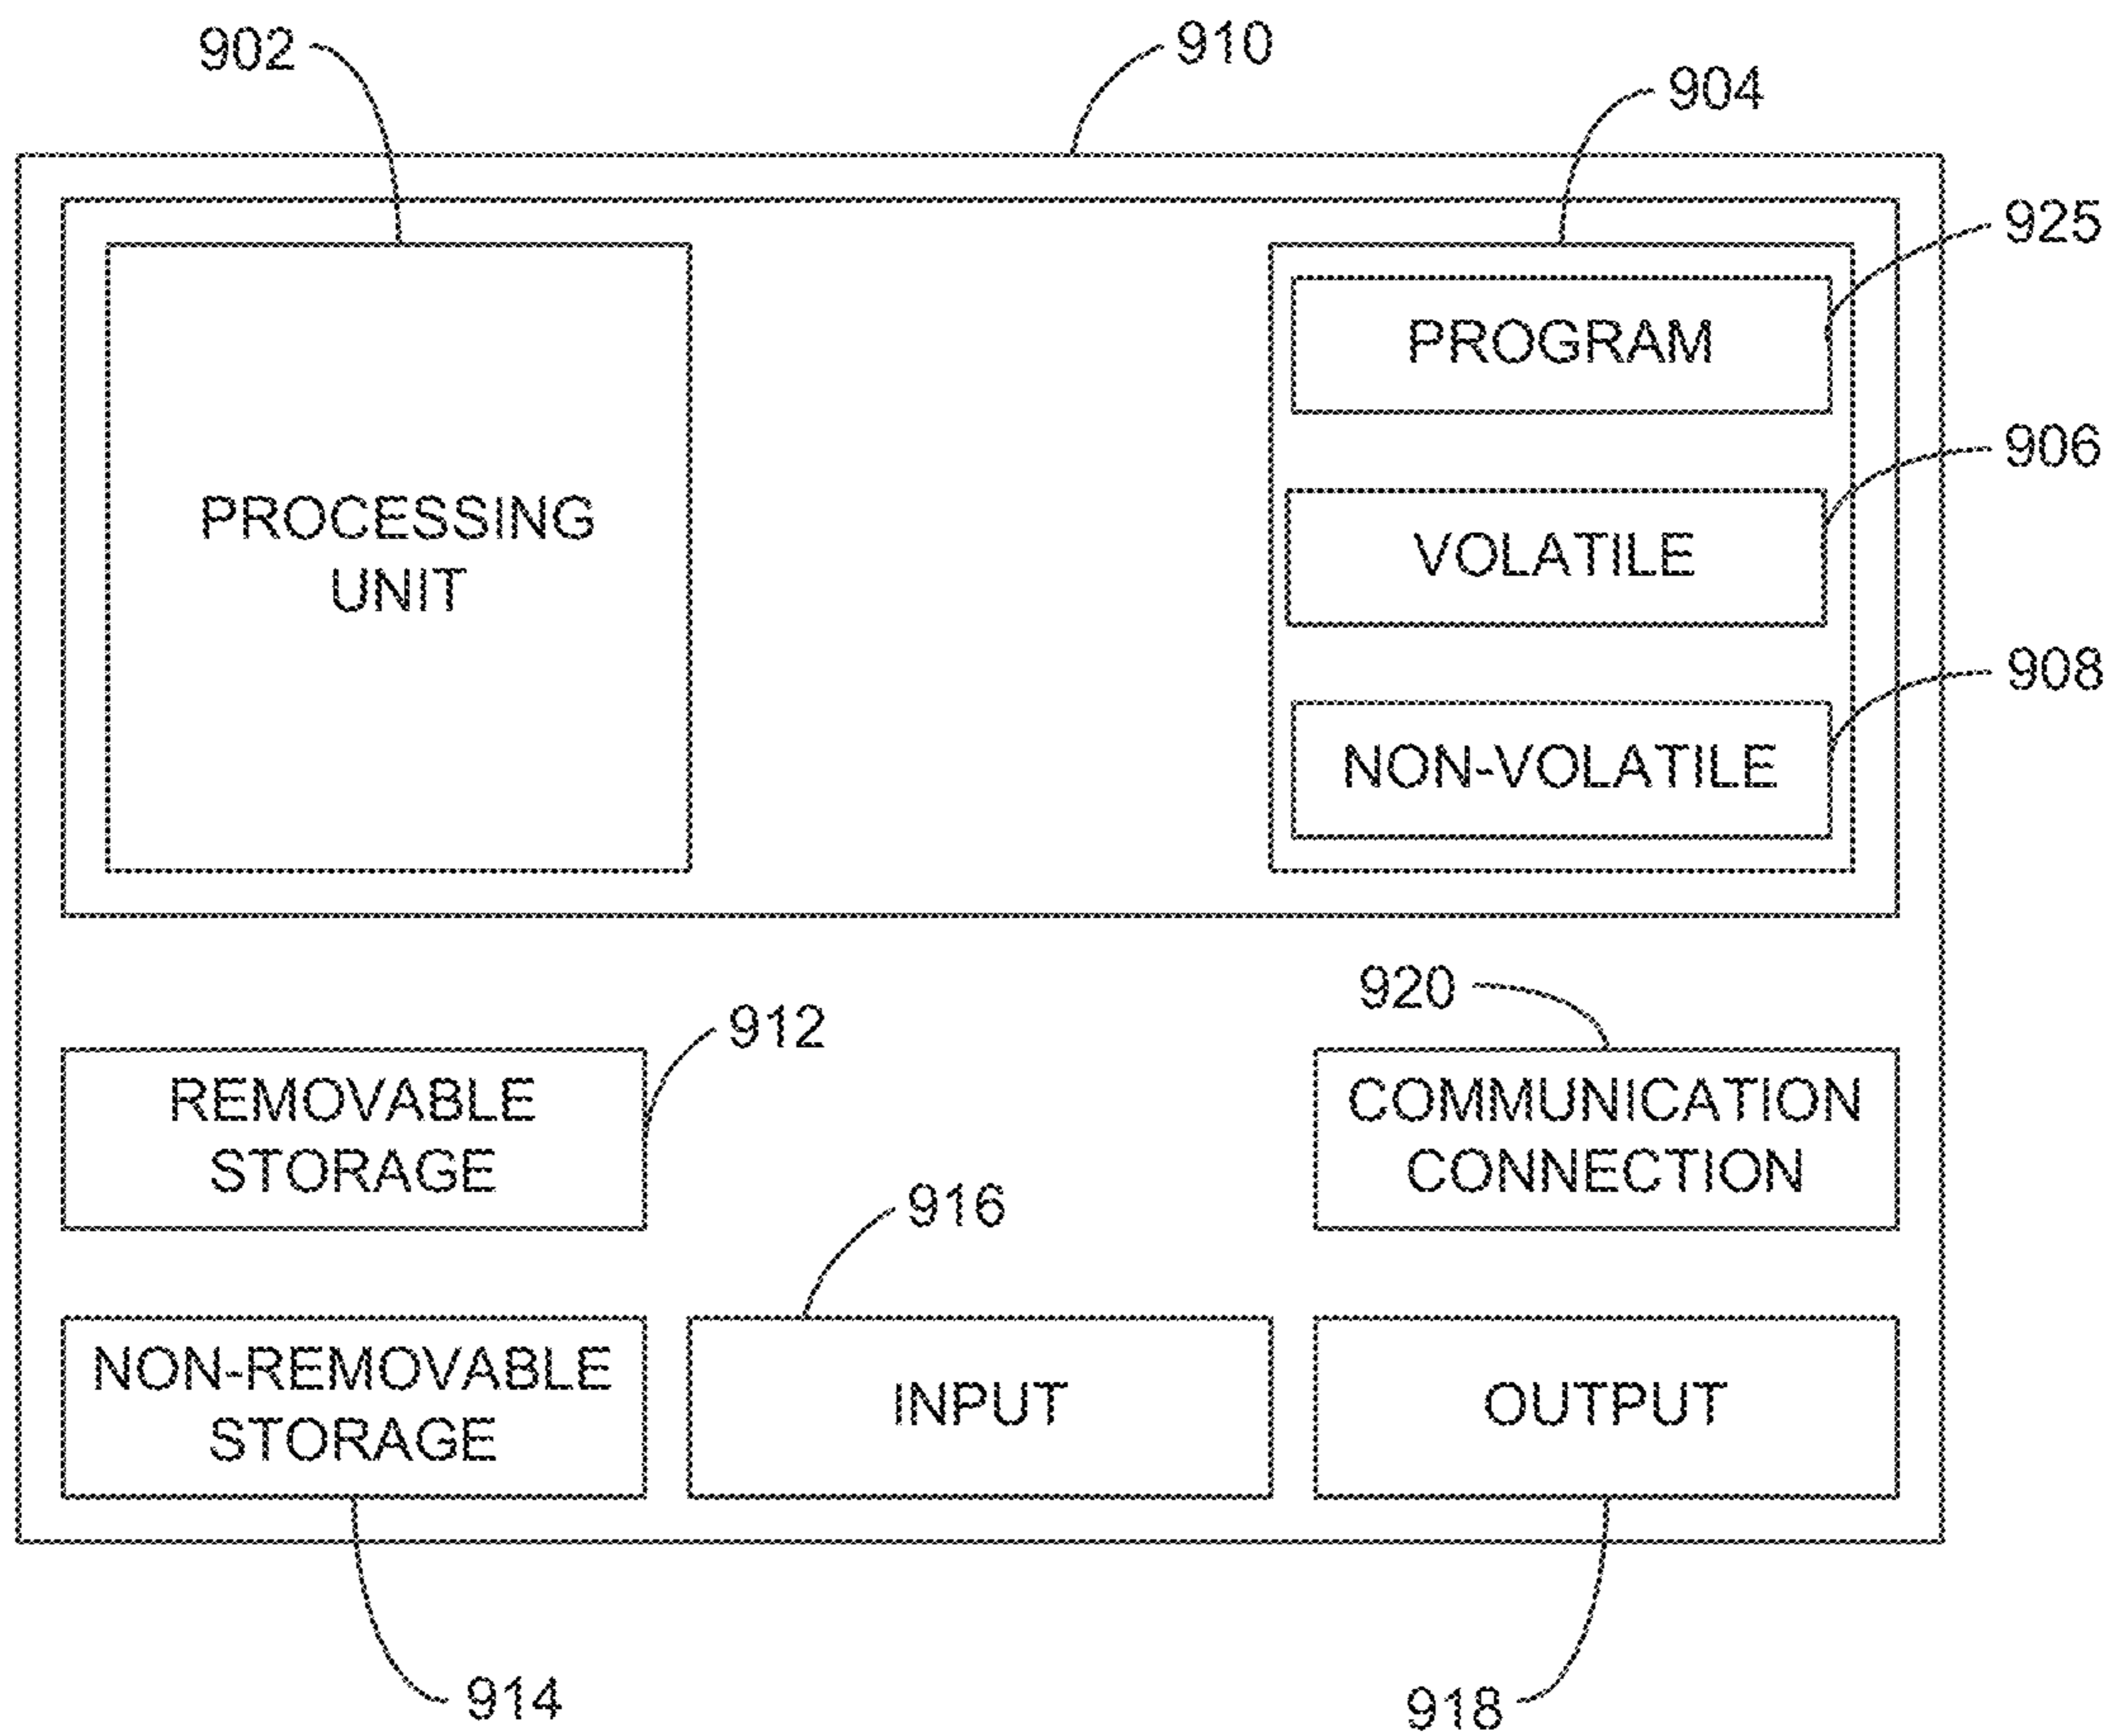 902
910
904
925
PROGRAM
906
PROCESSING
UNIT
VOLATILE
908
NON-VOLATILE
920
912
REMOVABLE
STORAGE
COMMUNICATION
CONNECTION
916
NON-REMOVABLE
STORAGE
INPUT
OUTPUT
914
918